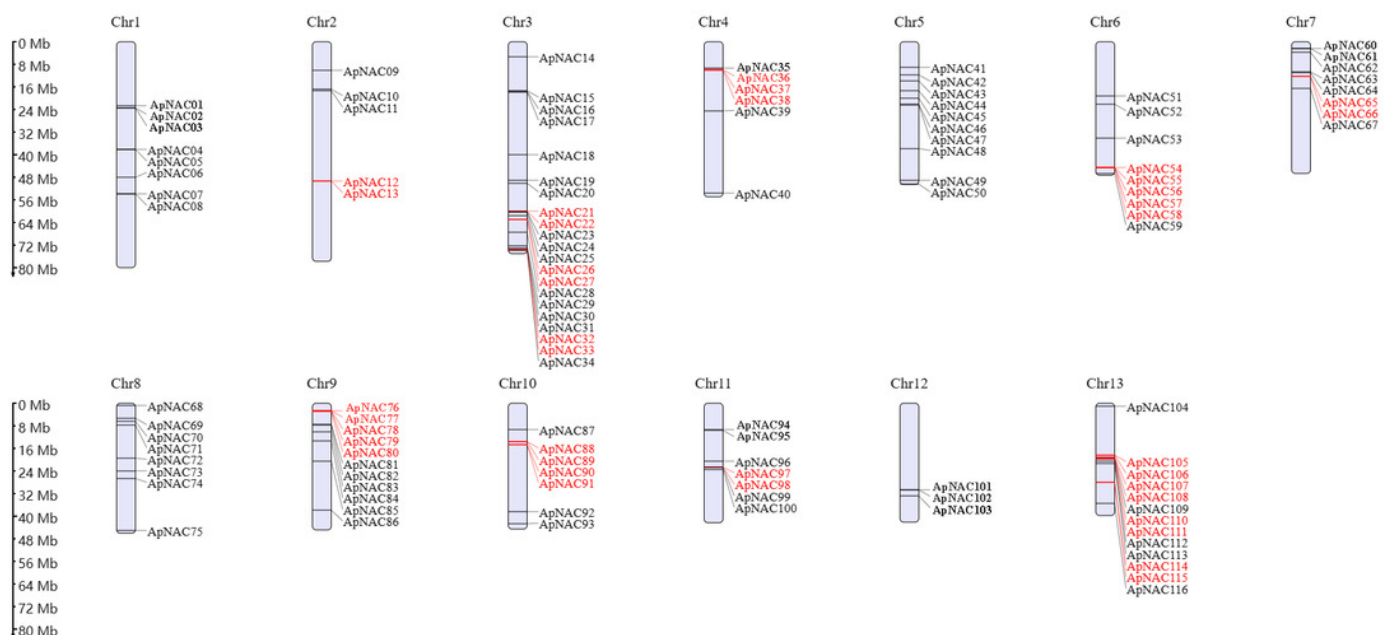 Chr1
Chr2
Chr3
Chr4
Chr5
Chr6
Chr7
0 Mb
8 Mb
16 Mb
24 Mb
32 Mb
40 Mb
48 Mb
56 Mb
64 Mb
72 Mb
80 Mb
ApNAC01
ApNAC02
ApNAC03
ApNAC04
ApNAC05
ApNAC06
ApNAC07
ApNAC08
ApNAC09
ApNAC10
ApNAC11
ApNAC12
ApNAC13
ApNAC14
ApNAC15
ApNAC16
ApNAC17
ApNAC18
ApNAC19
ApNAC20
ApNAC21
ApNAC22
ApNAC23
ApNAC24
ApNAC25
ApNAC26
ApNAC27
ApNAC28
ApNAC29
ApNAC30
ApNAC31
ApNAC32
ApNAC33
ApNAC34
ApNAC35
ApNAC36
ApNAC37
ApNAC38
ApNAC39
ApNAC40
ApNAC41
ApNAC42
ApNAC43
ApNAC44
ApNAC45
ApNAC46
ApNAC47
ApNAC48
ApNAC49
ApNAC50
ApNAC51
ApNAC52
ApNAC53
ApNAC54
ApNAC55
ApNAC56
ApNAC57
ApNAC58
ApNAC59
ApNAC60
ApNAC61
ApNAC62
ApNAC63
ApNAC64
ApNAC65
ApNAC66
ApNAC67
Chr8
Chr9
Chr10
Chr11
Chr12
Chr13
0 Mb
8 Mb
16 Mb
24 Mb
32 Mb
40 Mb
48 Mb
56 Mb
64 Mb
72 Mb
80 Mb
ApNAC68
ApNAC69
ApNAC70
ApNAC71
ApNAC72
ApNAC73
ApNAC74
ApNAC75
ApNAC76
ApNAC77
ApNAC78
ApNAC79
ApNAC80
ApNAC81
ApNAC82
ApNAC83
ApNAC84
ApNAC85
ApNAC86
ApNAC87
ApNAC88
ApNAC89
ApNAC90
ApNAC91
ApNAC92
ApNAC93
ApNAC94
ApNAC95
ApNAC96
ApNAC97
ApNAC98
ApNAC99
ApNAC100
ApNAC101
ApNAC102
ApNAC103
ApNAC104
ApNAC105
ApNAC106
ApNAC107
ApNAC108
ApNAC109
ApNAC110
ApNAC111
ApNAC112
ApNAC113
ApNAC114
ApNAC115
ApNAC116